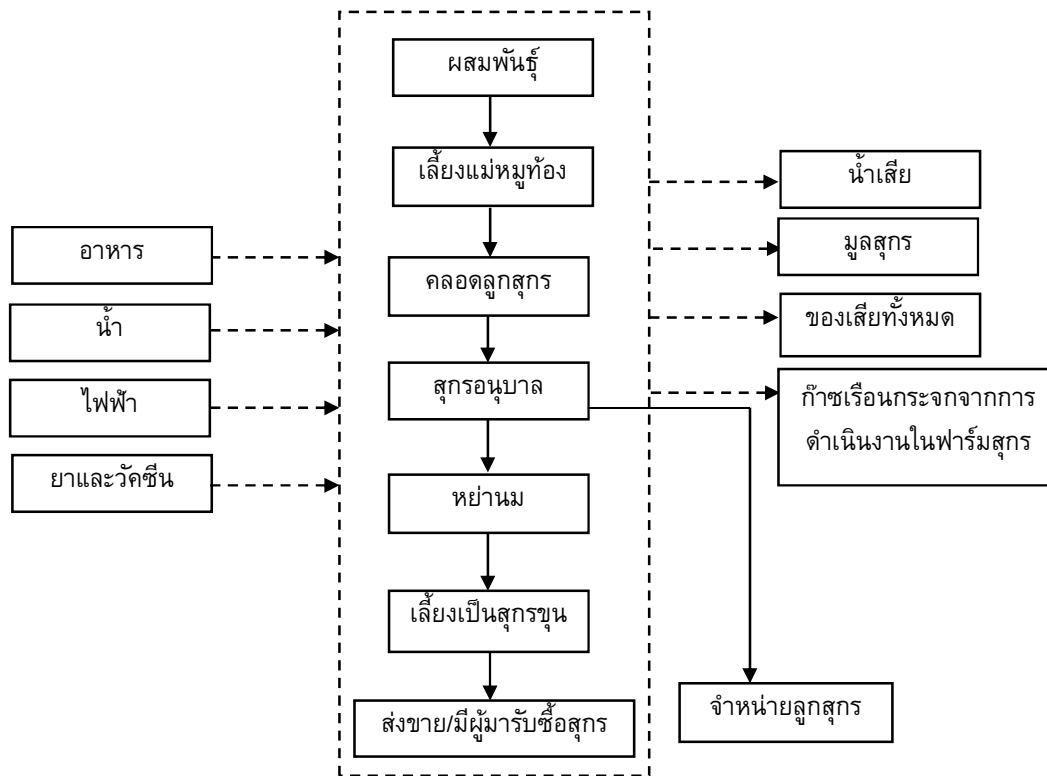 ผสมพันธุ์
เลี้ยงแม่หมูท้อง
คลอดลูกสุกร
สุกรอนุบาล
หย่านม
เลี้ยงเป็นสุกรขุน
ส่งขาย/มีผู้มารับซื้อสุกร
อาหาร
น้ำ
ไฟฟ้า
ยาและวัคซีน
น้ำเสีย
มูลสุกร
ของเสียทั้งหมด
ก๊าซเรือนกระจกจากการ
ดำเนินงานในฟาร์มสุกร
จำหน่ายลูกสุกร